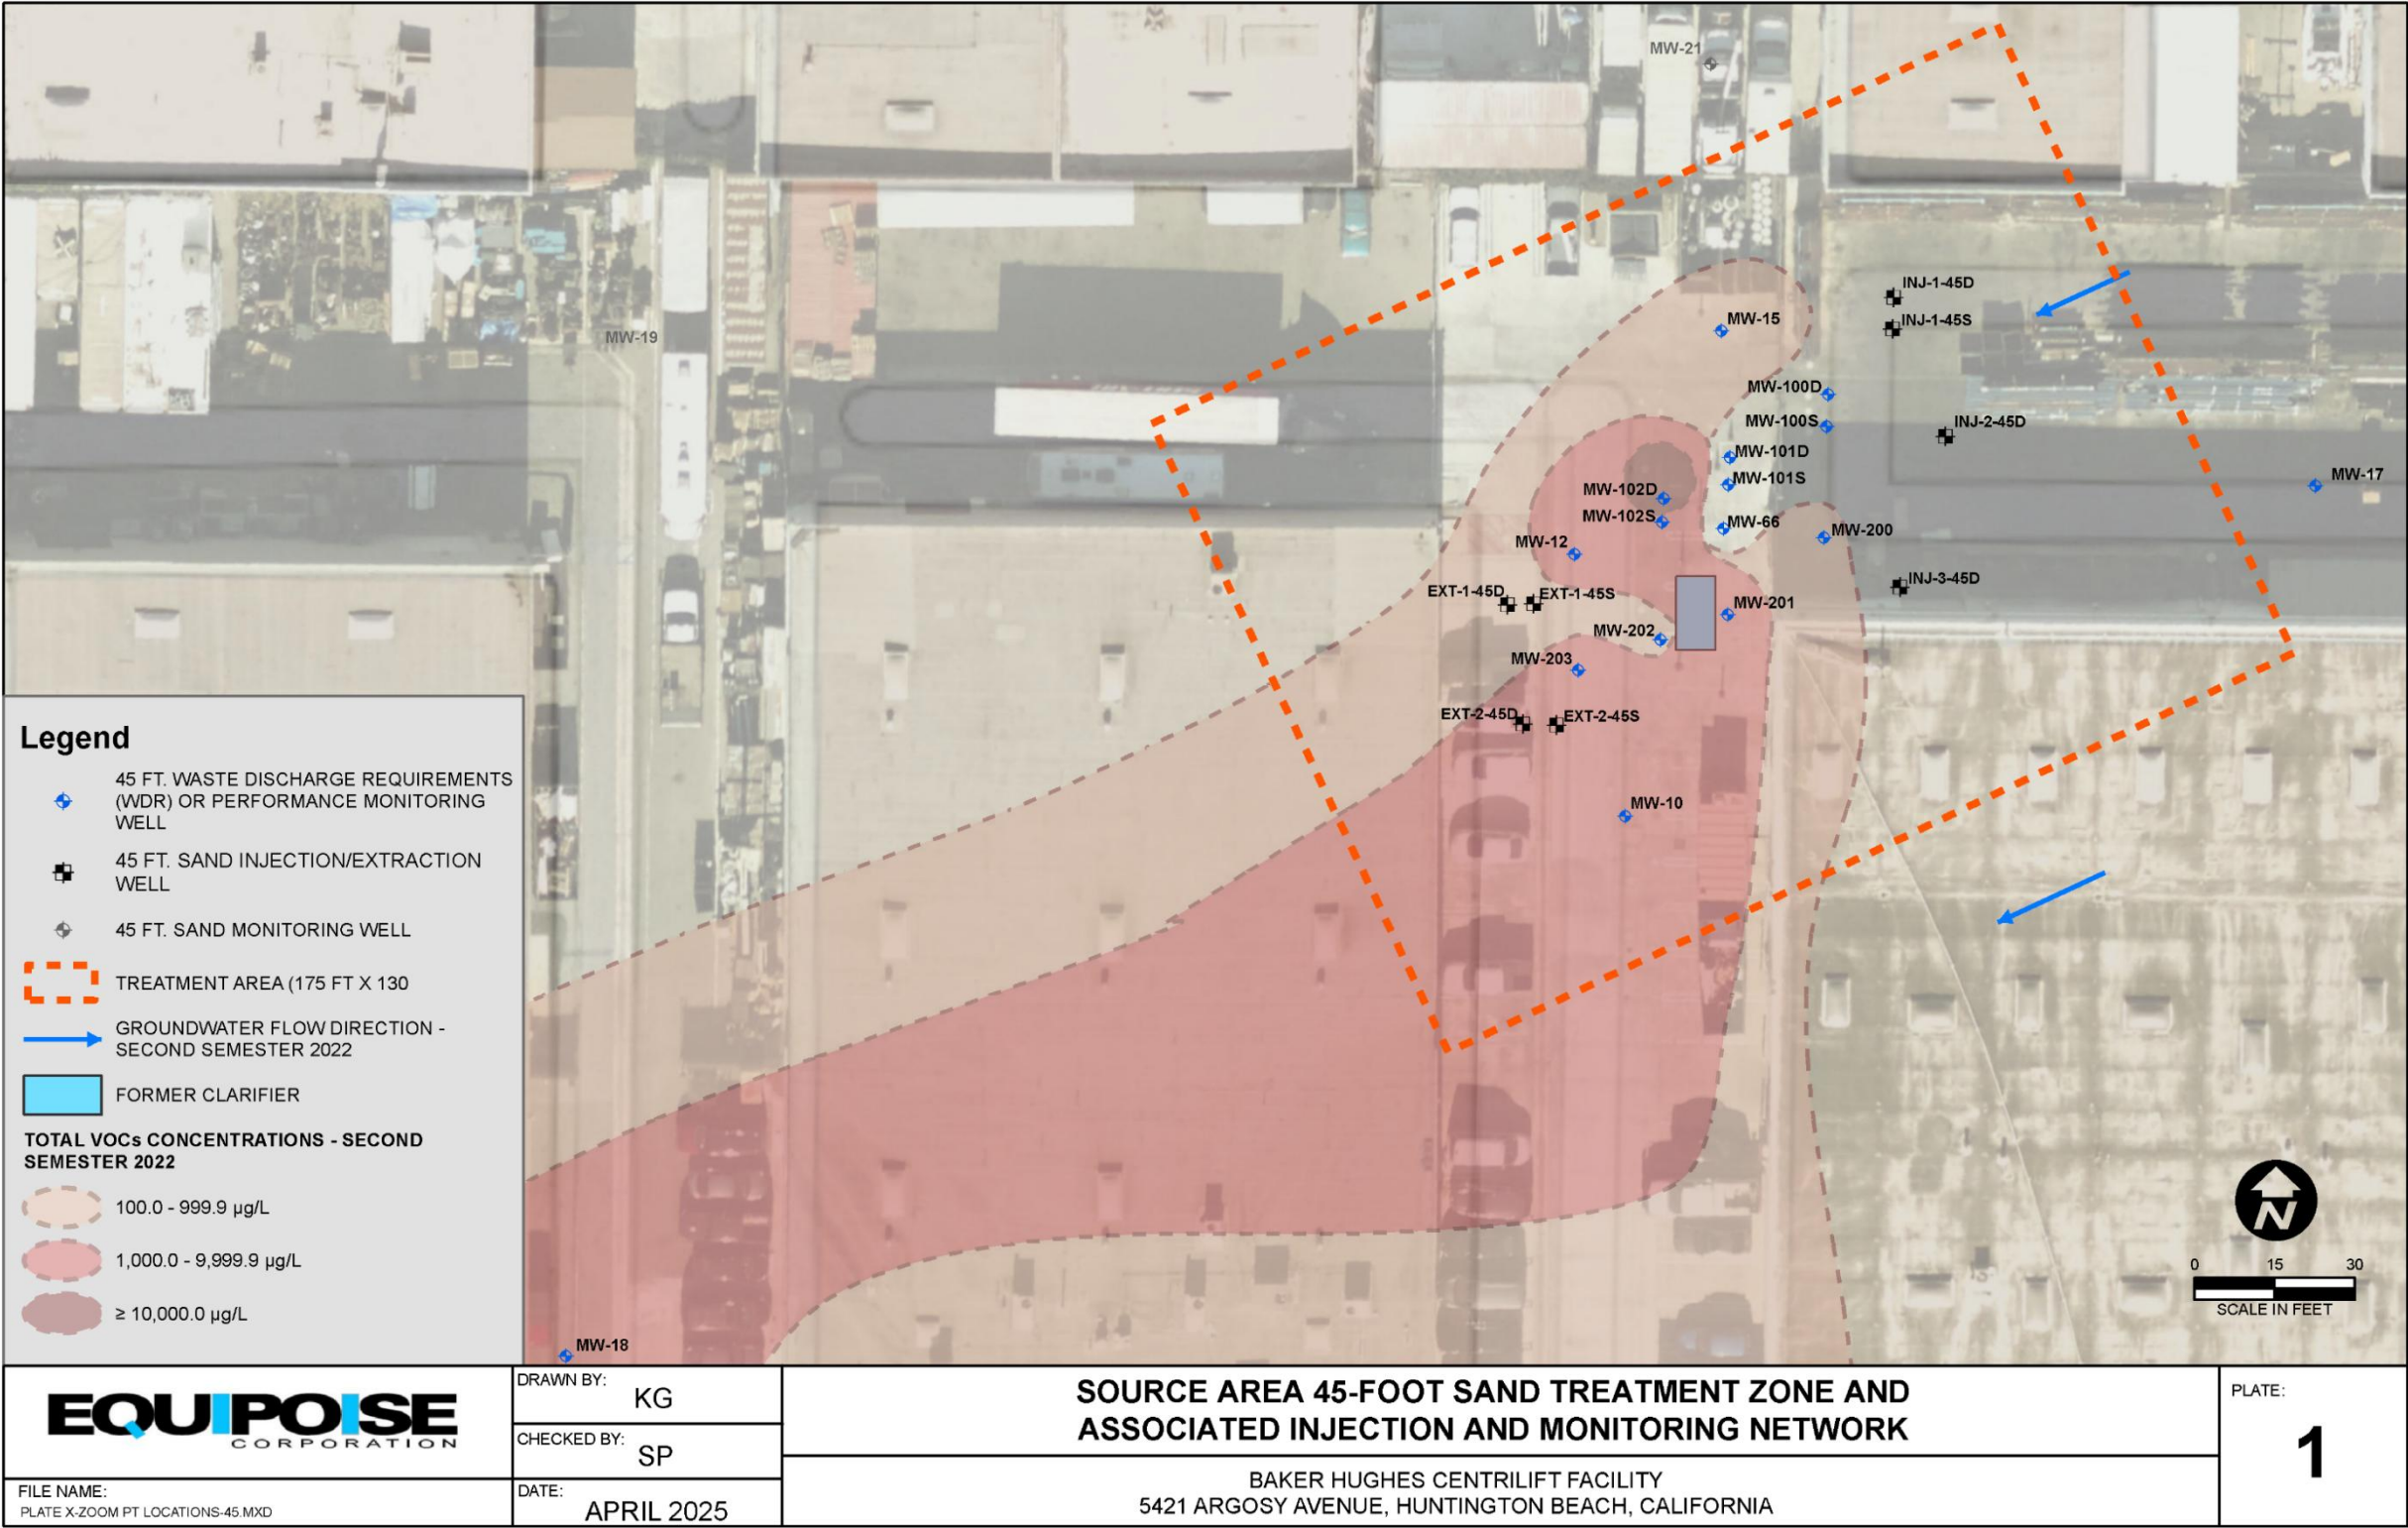 MW-21
INJ-1-45D
INJ-1-45S
MW-15
MW-19
MW-100D
MW-100S
INJ-2-45D
MW-101D
MW-101S
MW-17
MW-102D
MW-102S
MW-66
MW-200
MW-12
INJ-3-45D
EXT-1-45D
EXT-1-45S
MW-201
MW-202
MW-203
EXT-2-45D
EXT-2-45S
MW-10
Legend
45 FT. WASTE DISCHARGE REQUIREMENTS
(WDR) OR PERFORMANCE MONITORING
WELL
45 FT. SAND INJECTION/EXTRACTION
WELL
45 FT. SAND MONITORING WELL
TREATMENT AREA (175 FT X 130
GROUNDWATER FLOW DIRECTION -
SECOND SEMESTER 2022
FORMER CLARIFIER
TOTAL VOCs CONCENTRATIONS - SECOND
SEMESTER 2022
100.0 - 999.9 µg/L
1,000.0 - 9,999.9 µg/L
≥ 10,000.0 µg/L
MW-18
N
0 15 30
SCALE IN FEET
EQUIPOISE
CORPORATION
FILE NAME:
PLATE X-ZOOM PT LOCATIONS-45.MXD
DRAWN BY:
KG
CHECKED BY:
SP
DATE:
APRIL 2025
SOURCE AREA 45-FOOT SAND TREATMENT ZONE AND
ASSOCIATED INJECTION AND MONITORING NETWORK
BAKER HUGHES CENTRILIFT FACILITY
5421 ARGOSY AVENUE, HUNTINGTON BEACH, CALIFORNIA
PLATE:
1